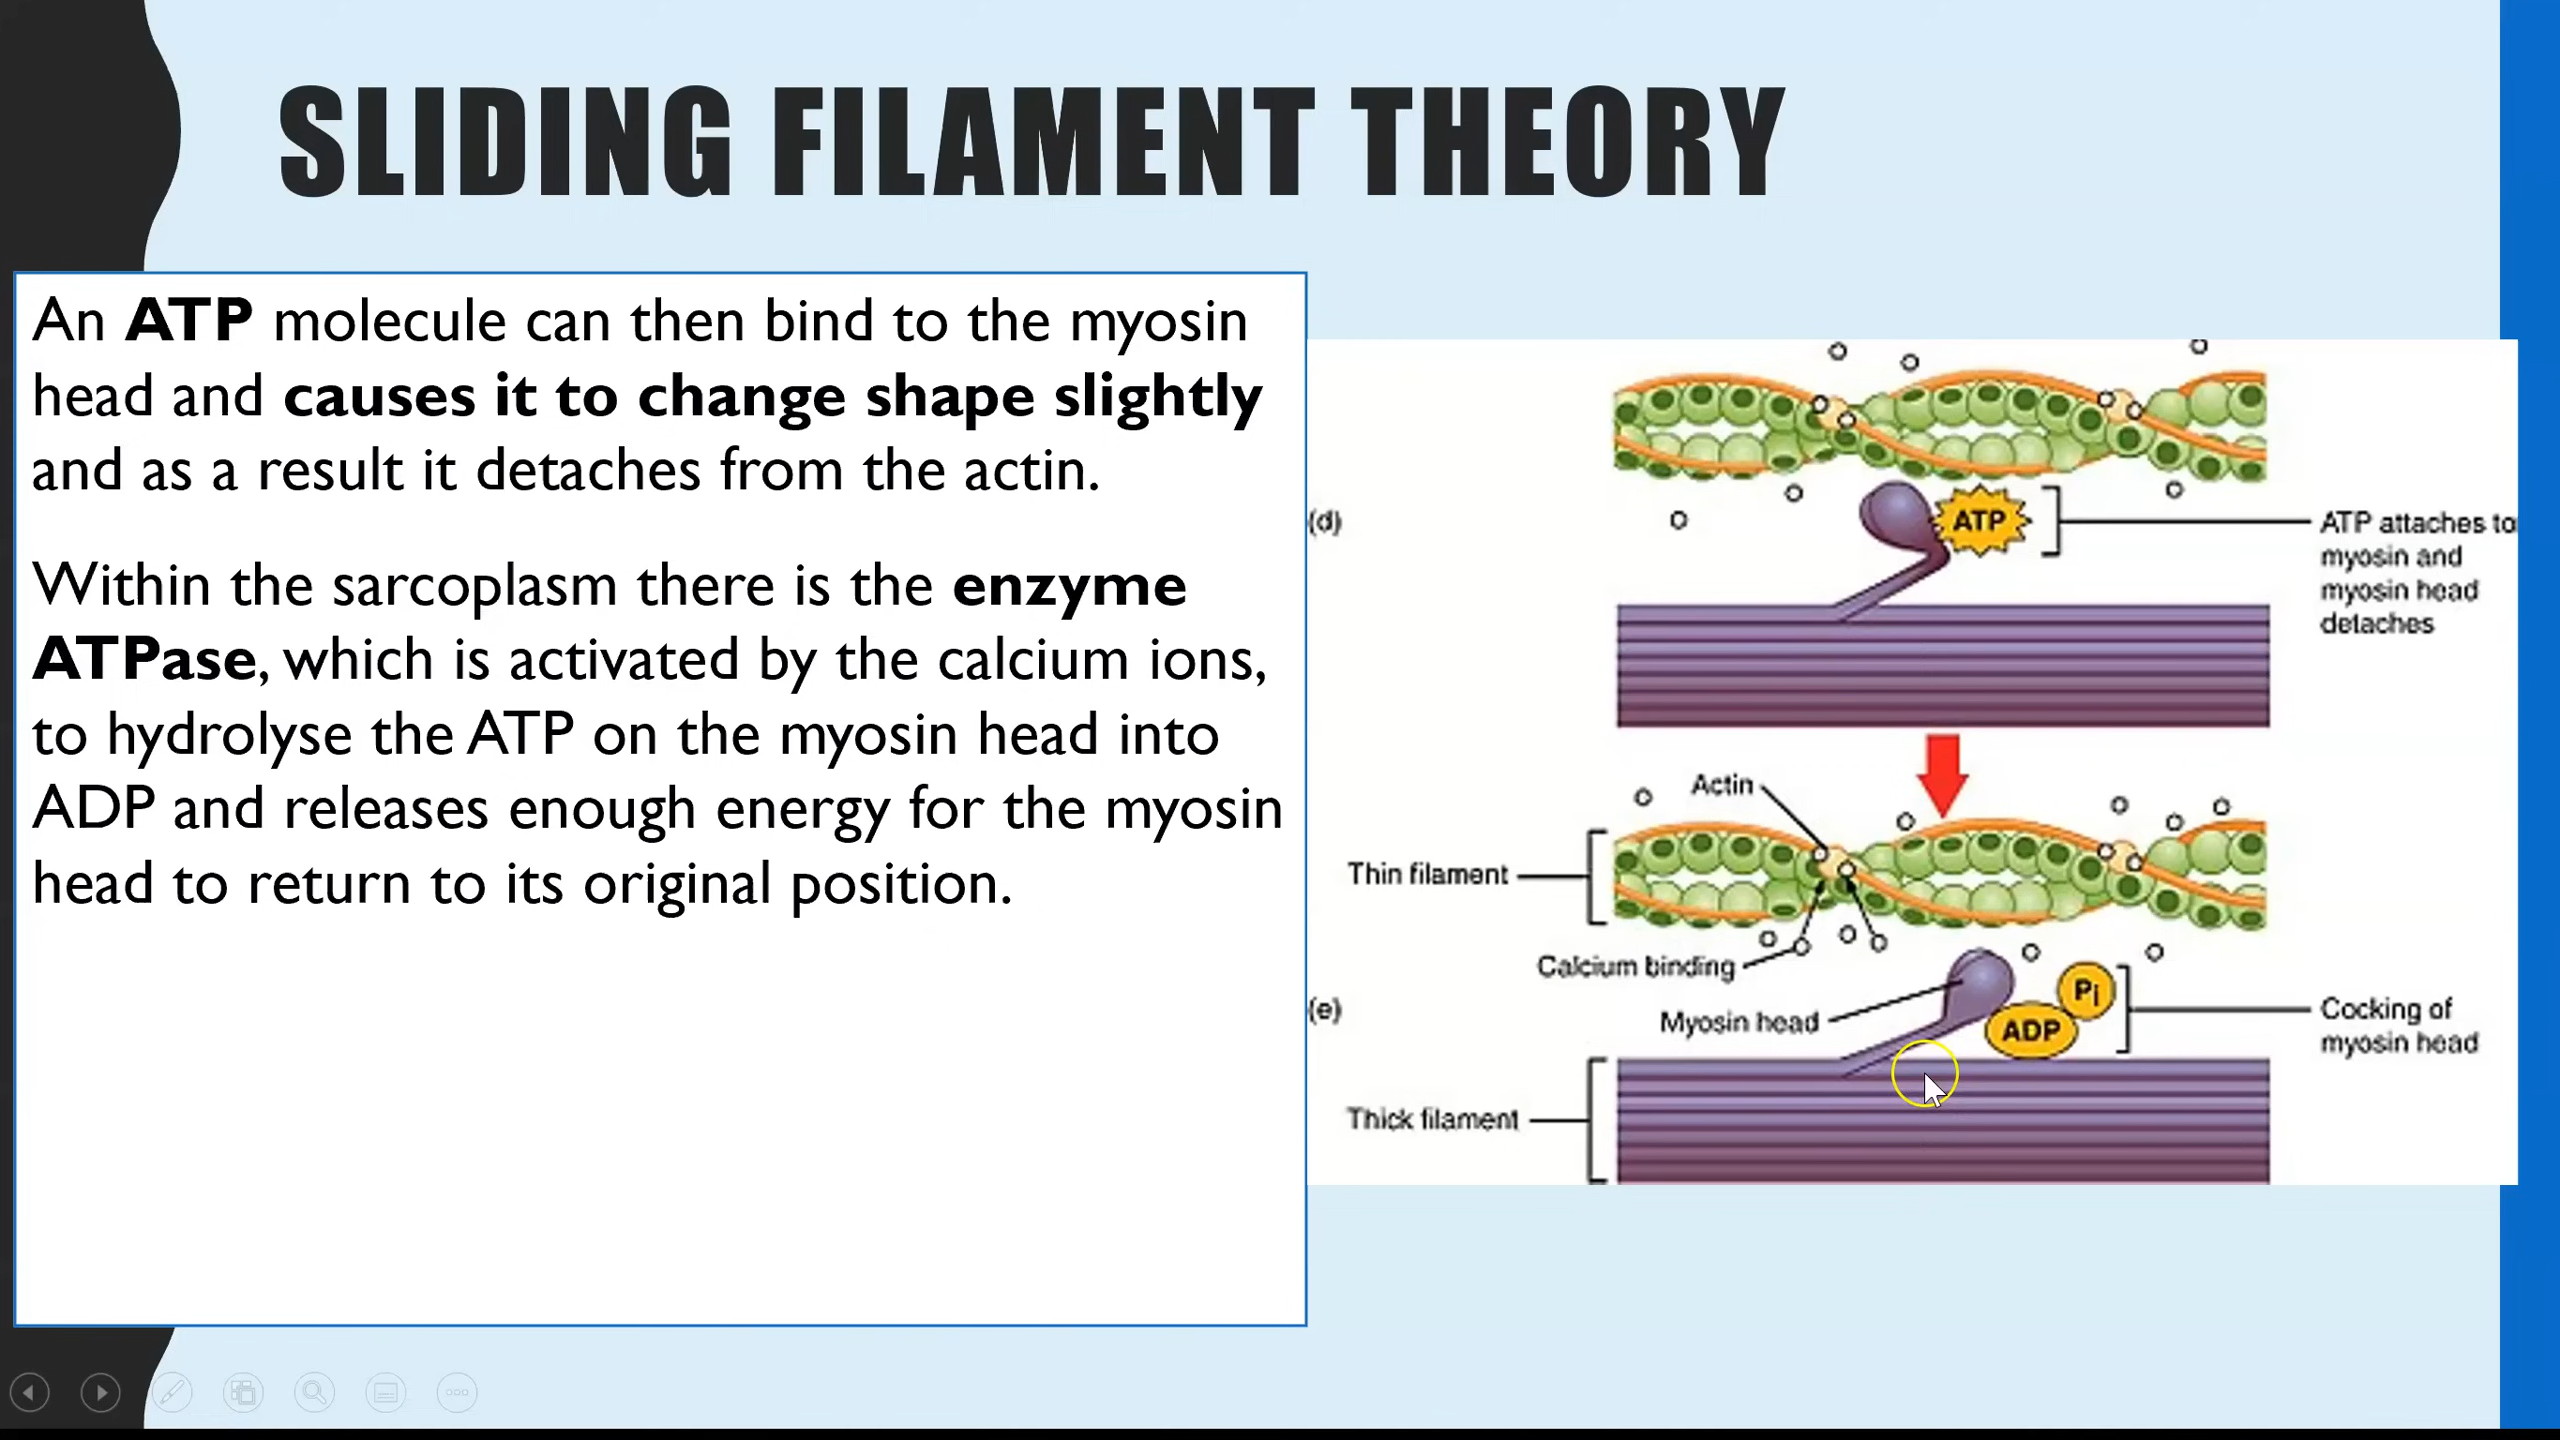 SLIDING FILAMENT THEORY
An ATP molecule can then bind to the myosin
head and causes it to change shape slightly
and as a result it detaches from the actin.
Within the sarcoplasm there is the enzyme
ATPase, which is activated by the calcium ions,
to hydrolyse the ATP on the myosin head into
ADP and releases enough energy for the myosin
head to return to its original position.
(d)
ATP
ATP attaches to
myosin and
myosin head
detaches
Actin
Thin filament
Calcium binding
Myosin head
(e)
Pi
ADP
Cocking of
myosin head
Thick filament